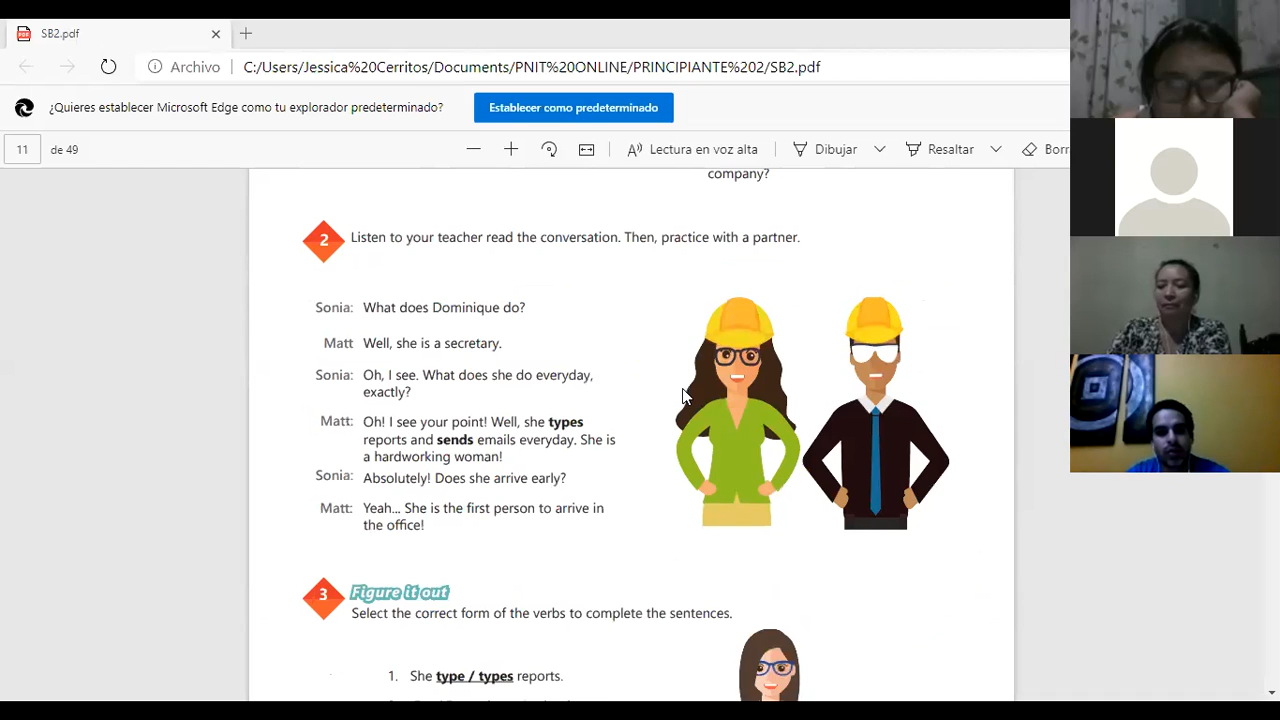 SB2.pdf
Archivo
C:/Users/Jessica%20Cerritos/Documents/PNIT%20ONLINE/PRINCIPIANTE%202/SB2.pdf
¿Quieres establecer Microsoft Edge como tu explorador predeterminado?
Establecer como predeterminado
11 de 49
Lectura en voz alta
Dibujar
Resaltar
Borr
company?
2 Listen to your teacher read the conversation. Then, practice with a partner.
Sonia: What does Dominique do?
Matt Well, she is a secretary.
Sonia: Oh, I see. What does she do everyday,
exactly?
Matt: Oh! I see your point! Well, she types
reports and sends emails everyday. She is
a hardworking woman!
Sonia: Absolutely! Does she arrive early?
Matt: Yeah... She is the first person to arrive in
the office!
3 Figure it out
Select the correct form of the verbs to complete the sentences.
1. She type / types reports.